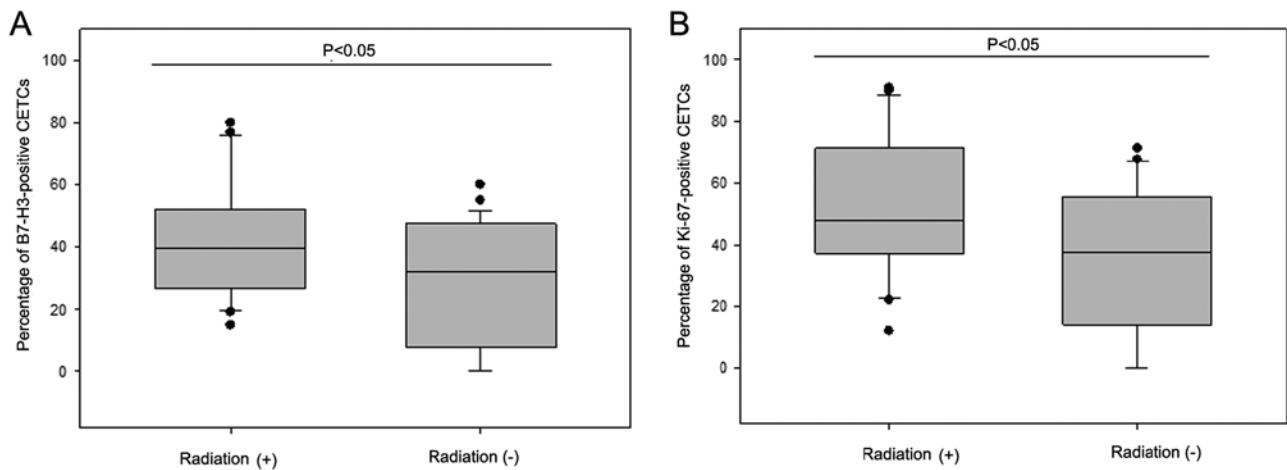 A
P<0.05
Percentage of B7-H3-positive CETCs
100
80
60
40
20
0
Radiation (+)
Radiation (-)
B
P<0.05
Percentage of Ki-67-positive CETCs
100
80
60
40
20
0
Radiation (+)
Radiation (-)